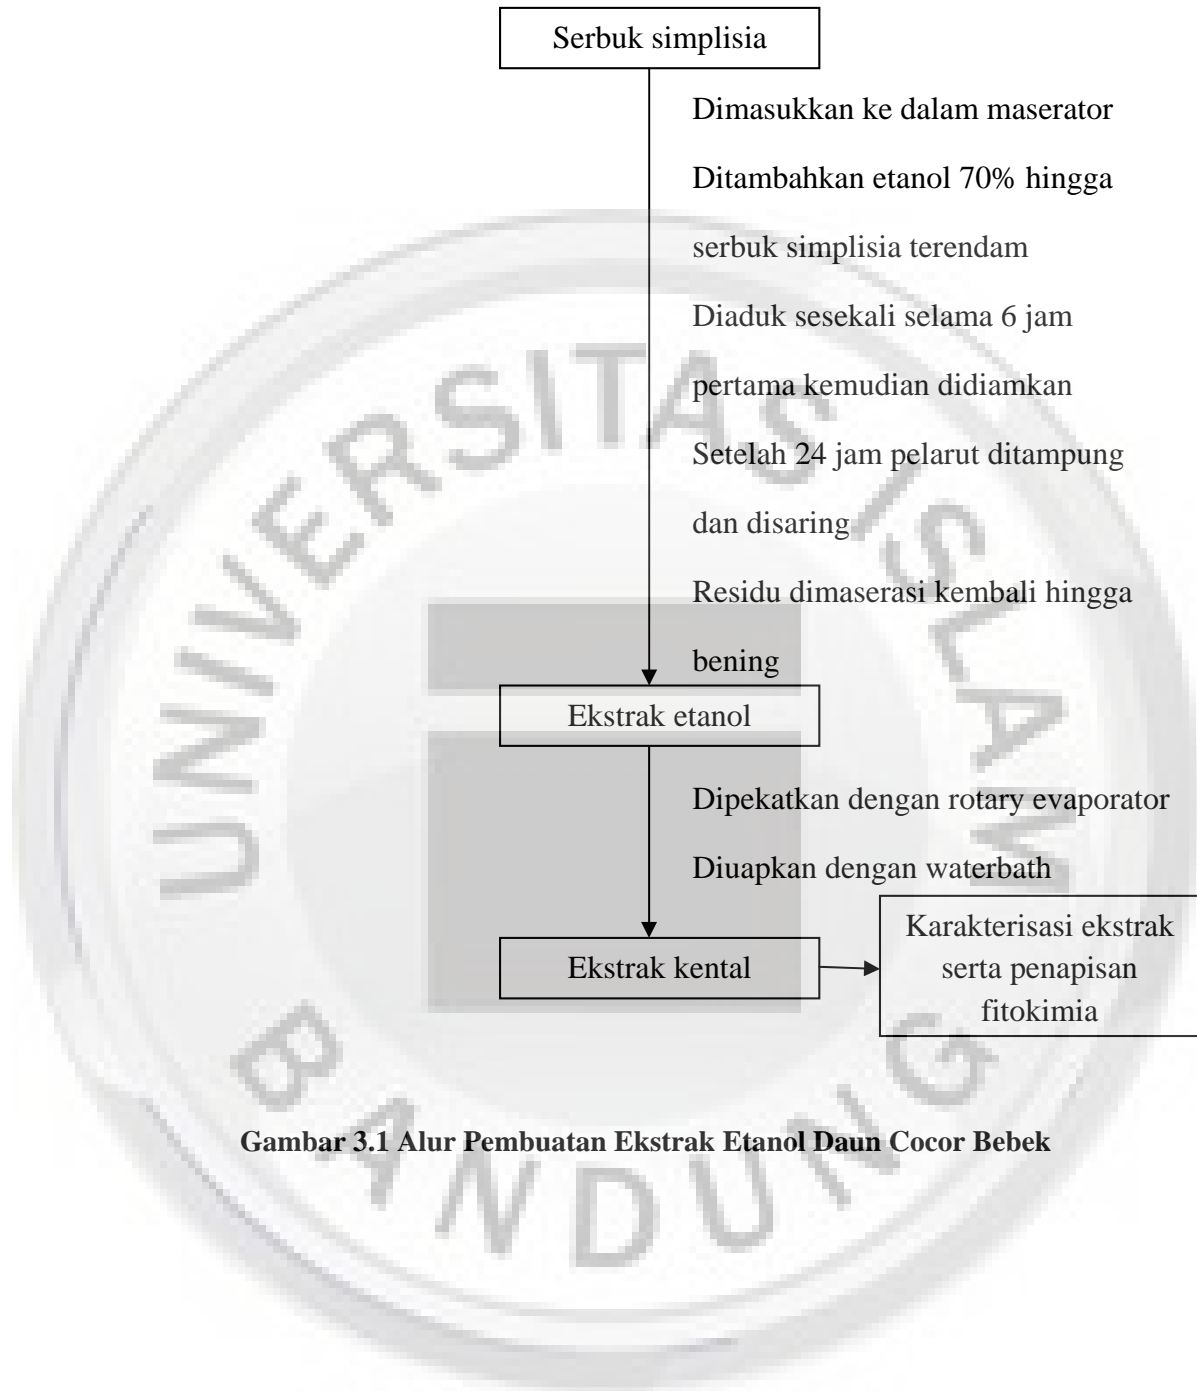 Serbuk simplisia
Dimasukkan ke dalam maserator
Ditambahkan etanol 70% hingga
serbuk simplisia terendam
Diaduk sesekali selama 6 jam
pertama kemudian didiamkan
Setelah 24 jam pelarut ditampung
dan disaring
Residu dimaserasi kembali hingga
bening
Ekstrak etanol
Dipekatkan dengan rotary evaporator
Diuapkan dengan waterbath
Ekstrak kental
Karakterisasi ekstrak
serta penapisan
fitokimia
Gambar 3.1 Alur Pembuatan Ekstrak Etanol Daun Cocor Bebek
UNIVERSITAS ISLAM
BANDUNG